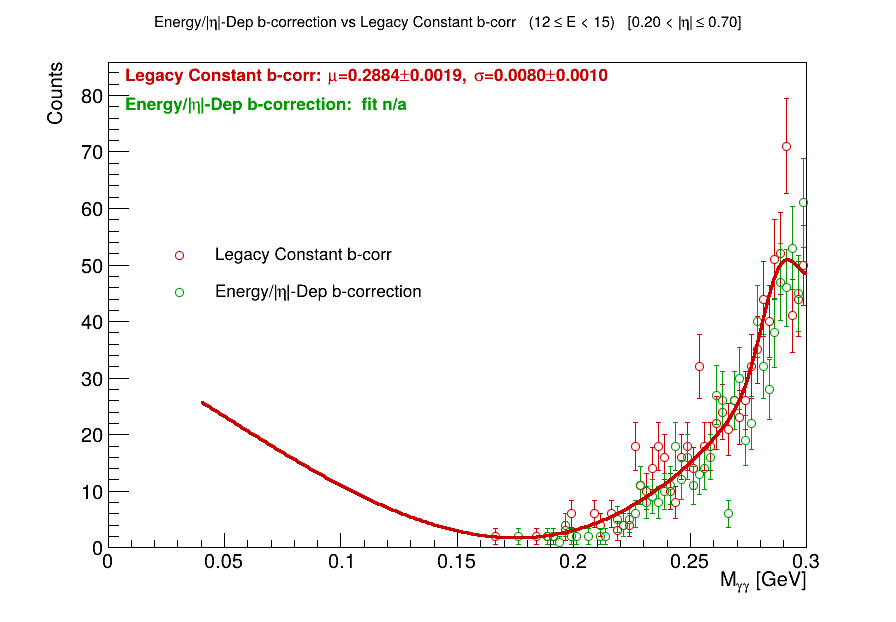 Energy/|η|-Dep b-correction vs Legacy Constant b-corr (12 ≤ E < 15) [0.20 < |η| ≤ 0.70]
Counts
Legacy Constant b-corr: μ=0.2884±0.0019, σ=0.0080±0.0010
Energy/|η|-Dep b-correction: fit n/a
80
70
60
50
40
30
20
10
0
Legacy Constant b-corr
Energy/|η|-Dep b-correction
0 0.05 0.1 0.15 0.2 0.25 0.3
Mγγ [GeV]